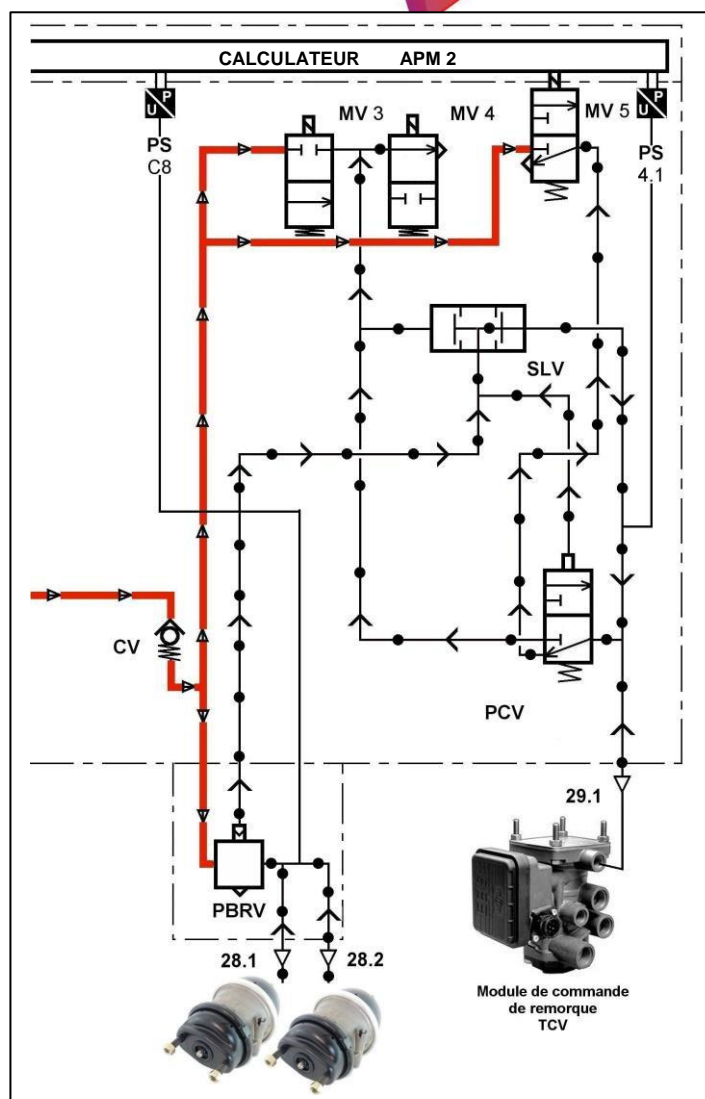 CALCULATEUR APM 2
U P
MV 3
MV 4
MV 5
U P
PS
C8
PS
4.1
SLV
CV
PCV
29.1
PBRV
28.1
28.2
Module de commande
de remorque
TCV